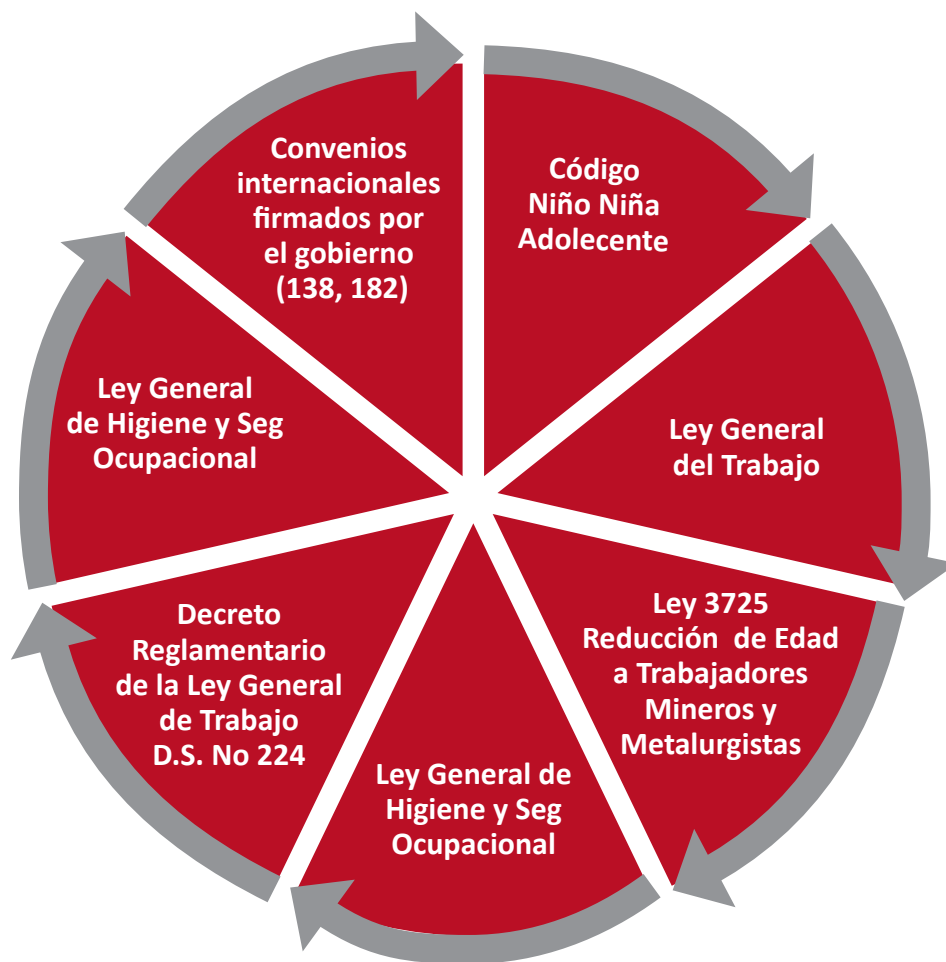 Código
Niño Niña
Adolecente
Ley General
del Trabajo
Ley 3725
Reducción de Edad
a Trabajadores
Mineros y
Metalurgistas
Ley General de
Higiene y Seg
Ocupacional
Decreto
Reglamentario
de la Ley General
de Trabajo
D.S. No 224
Ley General
de Higiene y Seg
Ocupacional
Convenios
internacionales
firmados por
el gobierno
(138, 182)